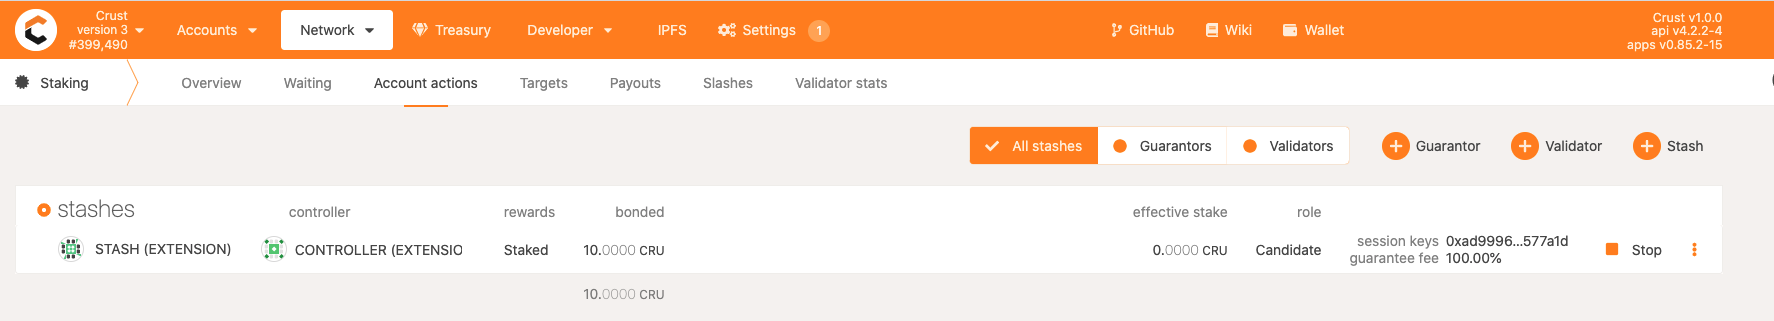 Crust
version 3
#399,490
Accounts
Network
Treasury
Developer
IPFS
Settings
1
GitHub
Wiki
Wallet
Crust v1.0.0
api v4.2.2-4
apps v0.85.2-15
Staking
Overview
Waiting
Account actions
Targets
Payouts
Slashes
Validator stats
All stashes
Guarantors
Validators
Guarantor
Validator
Stash
stashes
controller
rewards
bonded
effective stake
role
STASH (EXTENSION)
CONTROLLER (EXTENSIO
Staked
10.0000 CRU
0.0000 CRU
Candidate
session keys 0xad9996...577a1d
guarantee fee 100.00%
Stop
10.0000 CRU